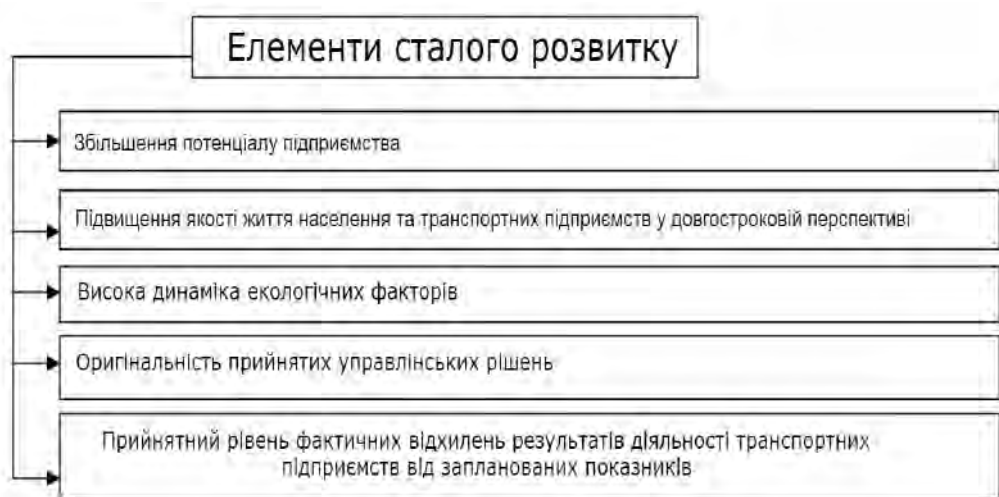 Елементи сталого розвитку
Збільшення потенціалу підприємства
Підвищення якості життя населення та транспортних підприємств у довгостроковій перспективі
Висока динаміка екологічних факторів
Оригінальність прийнятих управлінських рішень
Прийнятний рівень фактичних відхилень результатів діяльності транспортних
підприємств від запланованих показників